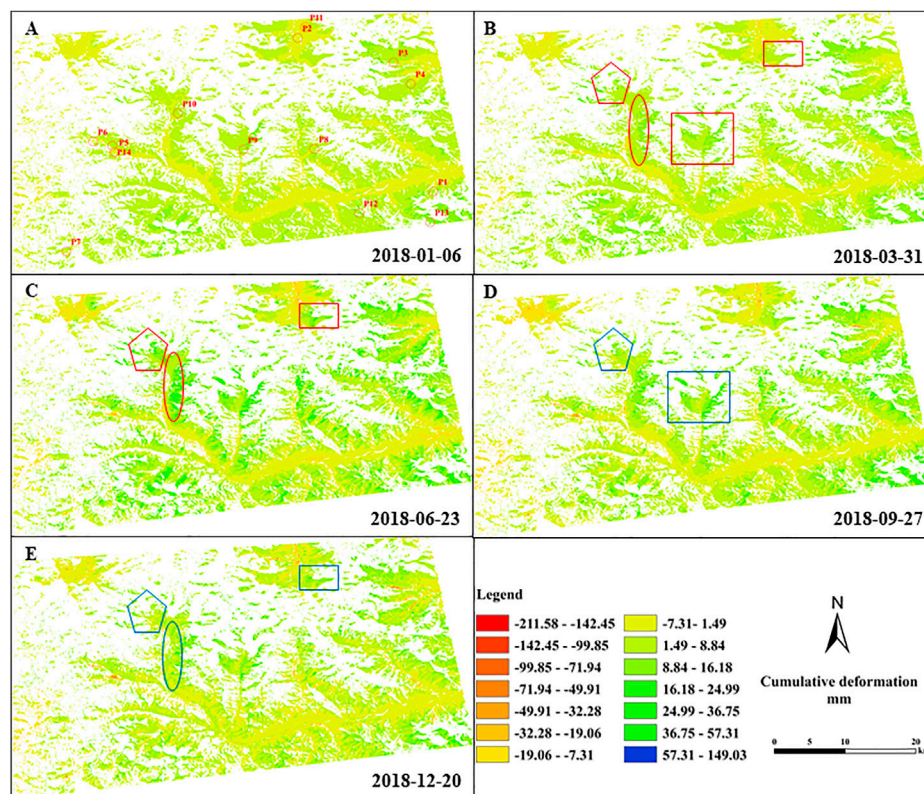 A
P11
P2
P3
P4
P10
P6
P5
P14
P9
P8
P1
P12
P13
P7
2018-01-06
B
2018-03-31
C
2018-06-23
D
2018-09-27
E
2018-12-20
Legend
-211.58 - -142.45
-142.45 - -99.85
-99.85 - -71.94
-71.94 - -49.91
-49.91 - -32.28
-32.28 - -19.06
-19.06 - -7.31
-7.31- 1.49
1.49 - 8.84
8.84 - 16.18
16.18 - 24.99
24.99 - 36.75
36.75 - 57.31
57.31 - 149.03
N
Cumulative deformation
mm
0 10 20